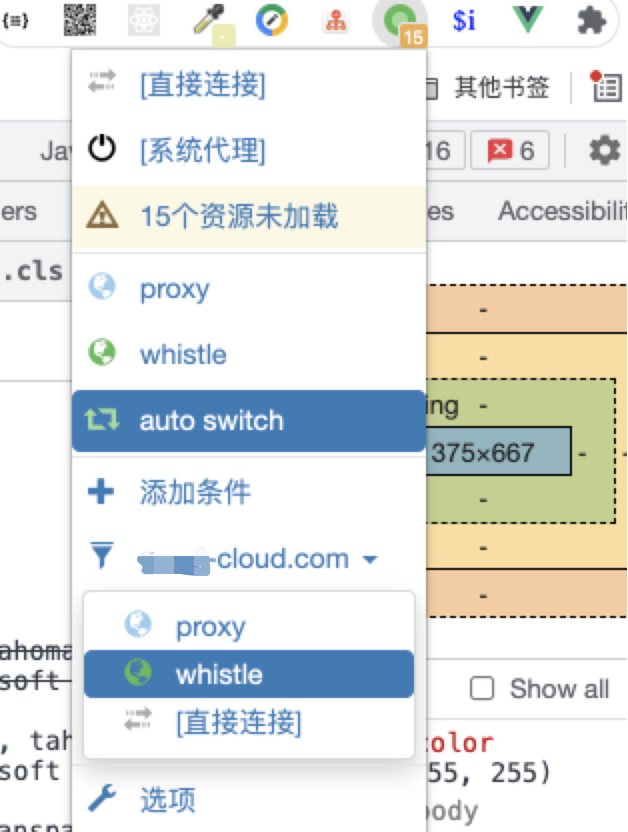 {≡}
15
$i
[直接连接]
其他书签
Jav
[系统代理]
16
6
ers
15个资源未加载
es
Accessibilit
.cls
proxy
-
whistle
-
auto switch
ing -
375×667
-
添加条件
-
-cloud.com
-
proxy
-
ahoma
whistle
soft
Show all
[直接连接]
, tah
color
soft
55, 255)
选项
body
anspa